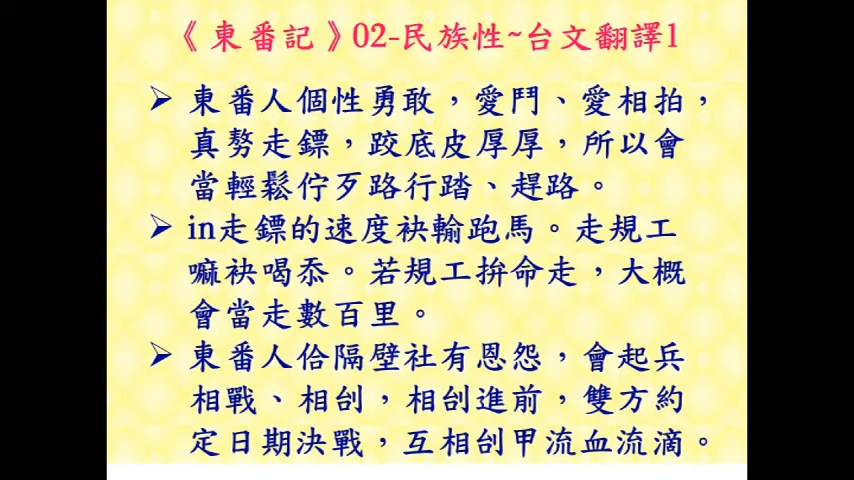 《東番記》02-民族性~台文翻譯1
➢ 東番人個性勇敢，愛鬥、愛相拍，
真勥走鏢，跤底皮厚厚，所以會
當輕鬆佇歹路行踏、趕路。
➢ in走鏢的速度袂輸跑馬。走規工
嘛袂喝忝。若規工拚命走，大概
會當走數百里。
➢ 東番人佮隔壁社有恩怨，會起兵
相戰、相刣，相刣進前，雙方約
定日期決戰，互相刣甲流血流滴。